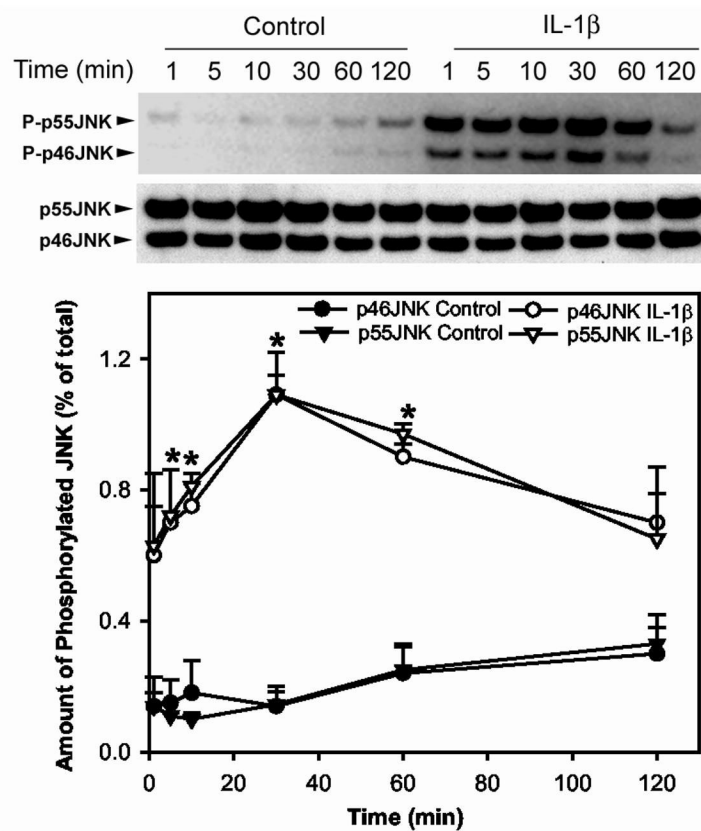 Control IL-1β
Time (min) 1 5 10 30 60 120 1 5 10 30 60 120
P-p55JNK
P-p46JNK
p55JNK
p46JNK
p46JNK Control p46JNK IL-1β
p55JNK Control p55JNK IL-1β
Amount of Phosphorylated JNK (% of total)
1.2
0.8
0.4
0.0
* * * *
0 20 40 60 80 100 120
Time (min)